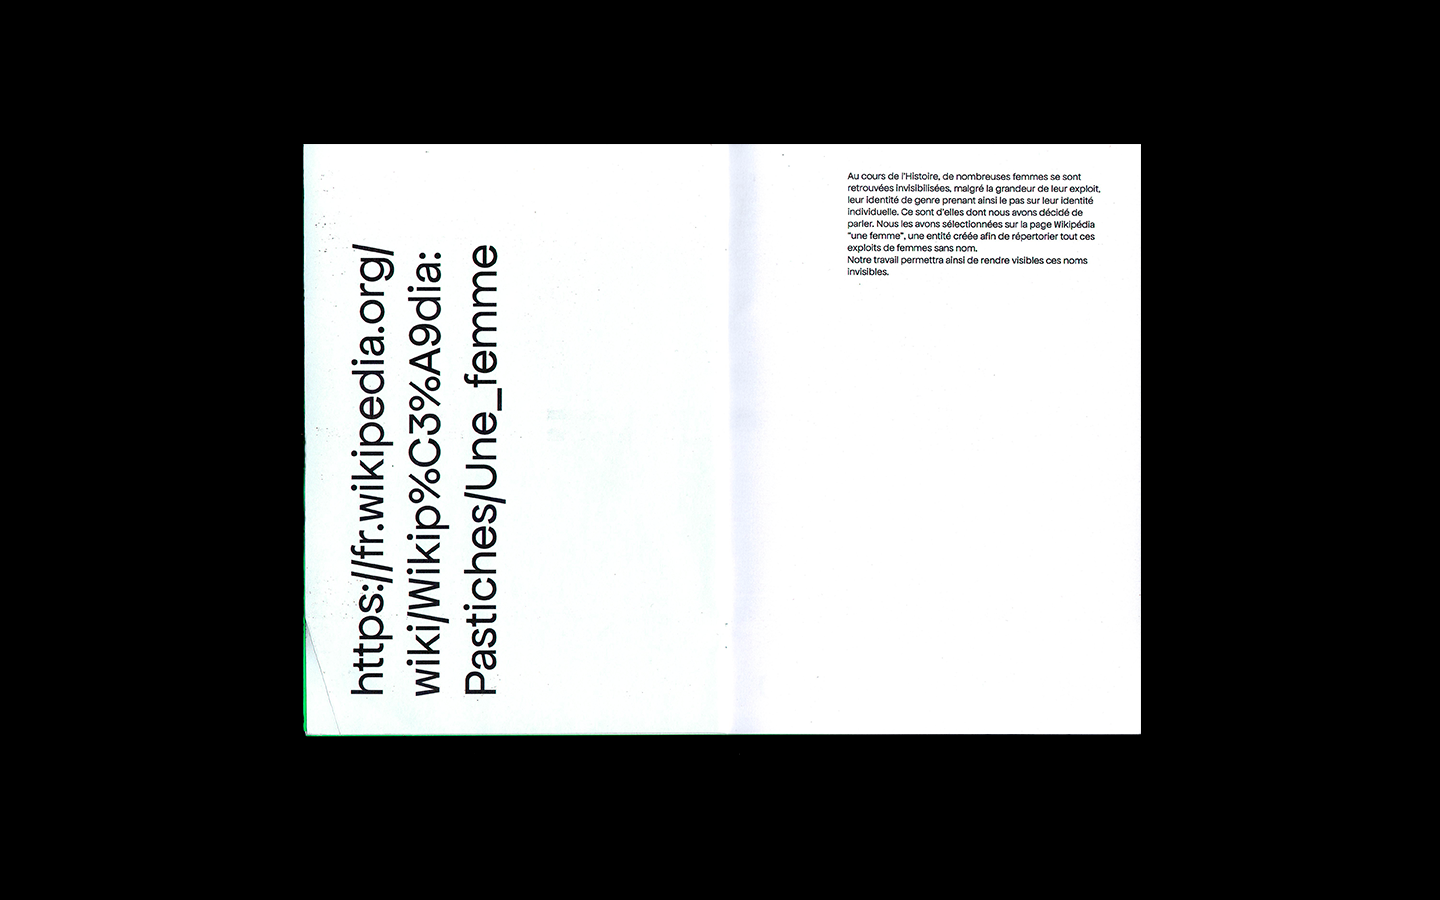 https://fr.wikipedia.org/
wiki/Wikip%C3%A9dia:
Pastiches/Une_femme
Au cours de l'Histoire, de nombreuses femmes se sont
retrouvées invisibilisées, malgré la grandeur de leur exploit,
leur identité de genre prenant ainsi le pas sur leur identité
individuelle. Ce sont d'elles dont nous avons décidé de
parler. Nous les avons sélectionnées sur la page Wikipédia
"une femme", une entité créée afin de répertorier tout ces
exploits de femmes sans nom.
Notre travail permettra ainsi de rendre visibles ces noms
invisibles.